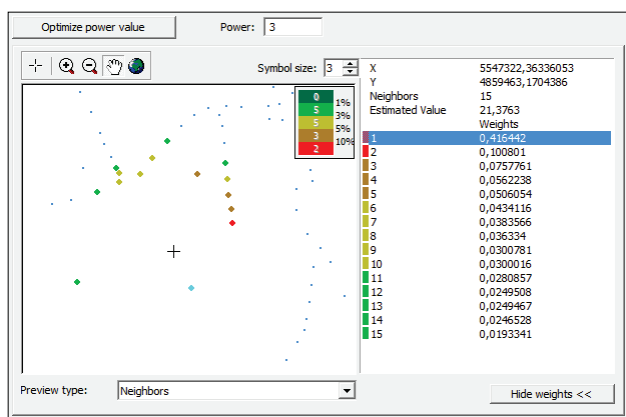 Optimize power value Power: 3
Symbol size: 3
0
5
5
3
2
1%
3%
5%
10%
X 5547322,36336053
Y 4859463,1704386
Neighbors 15
Estimated Value 21,3763
Weights
1 0,416442
2 0,100801
3 0,0757761
4 0,0562238
5 0,0506054
6 0,0434116
7 0,0383566
8 0,036334
9 0,0300781
10 0,0300016
11 0,0280857
12 0,0249508
13 0,0249467
14 0,0246528
15 0,0193341
Preview type: Neighbors
Hide weights <<